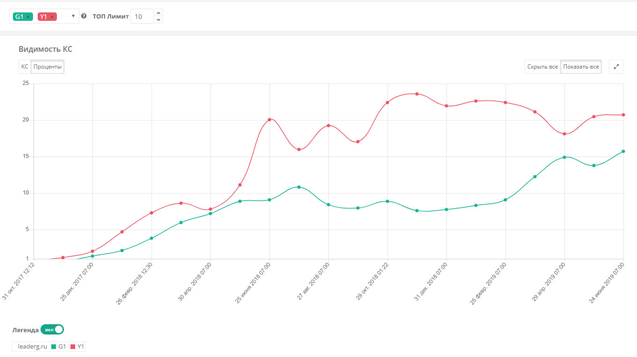 G1 Y1 ТОП Лимит 10
Видимость КС
КС Проценты Скрыть все Показать все
25
20
15
10
5
1
31 окт. 2017 12:12
25 дек. 2017 07:00
26 февр. 2018 12:30
30 апр. 2018 07:00
25 июня 2018 07:00
27 авг. 2018 07:00
29 окт. 2018 01:22
31 дек. 2018 07:00
25 февр. 2019 07:00
29 апр. 2019 07:00
24 июня 2019 07:00
Легенда вкл
leaderg.ru G1 Y1